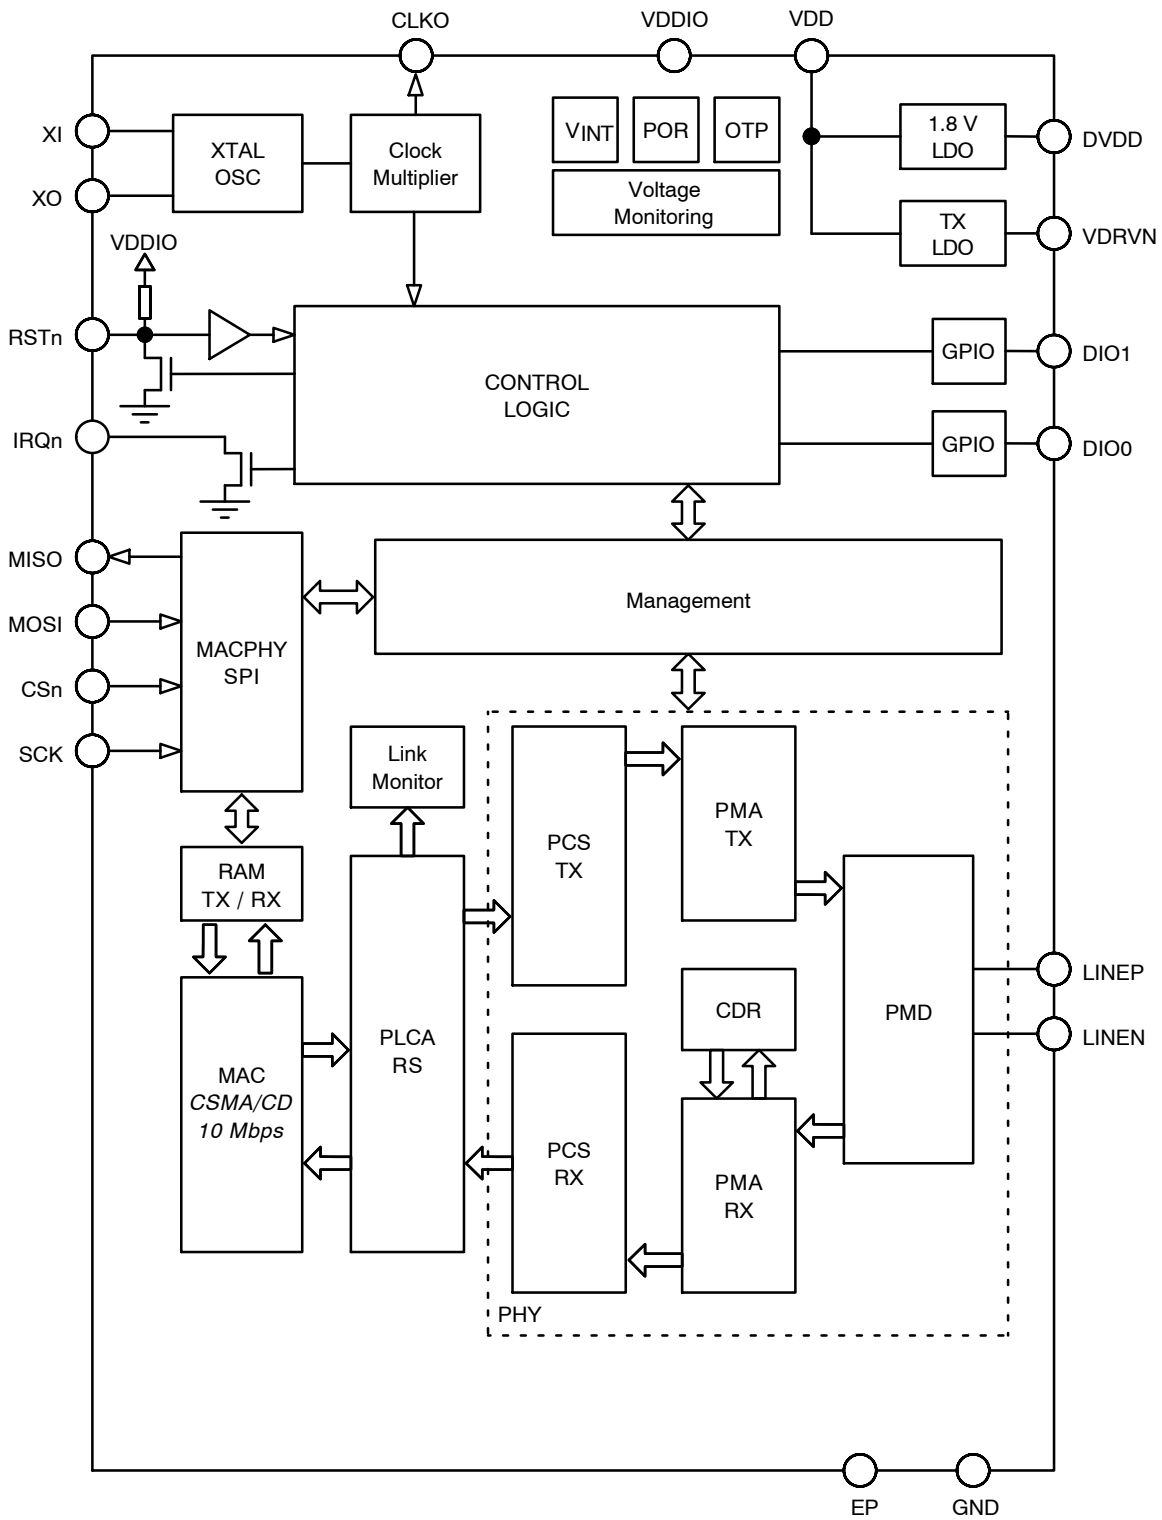 CLKO
VDDIO
VDD
XI
XO
XTAL
OSC
Clock
Multiplier
VINT
POR
OTP
Voltage
Monitoring
1.8 V
LDO
DVDD
TX
LDO
VDRVN
VDDIO
RSTn
CONTROL
LOGIC
GPIO
DIO1
IRQn
GPIO
DIO0
MISO
MOSI
CSn
SCK
MACPHY
SPI
Management
Link
Monitor
RAM
TX / RX
PCS
TX
PMA
TX
MAC
CSMA/CD
10 Mbps
PLCA
RS
CDR
PMD
LINEP
LINEN
PCS
RX
PMA
RX
PHY
EP
GND